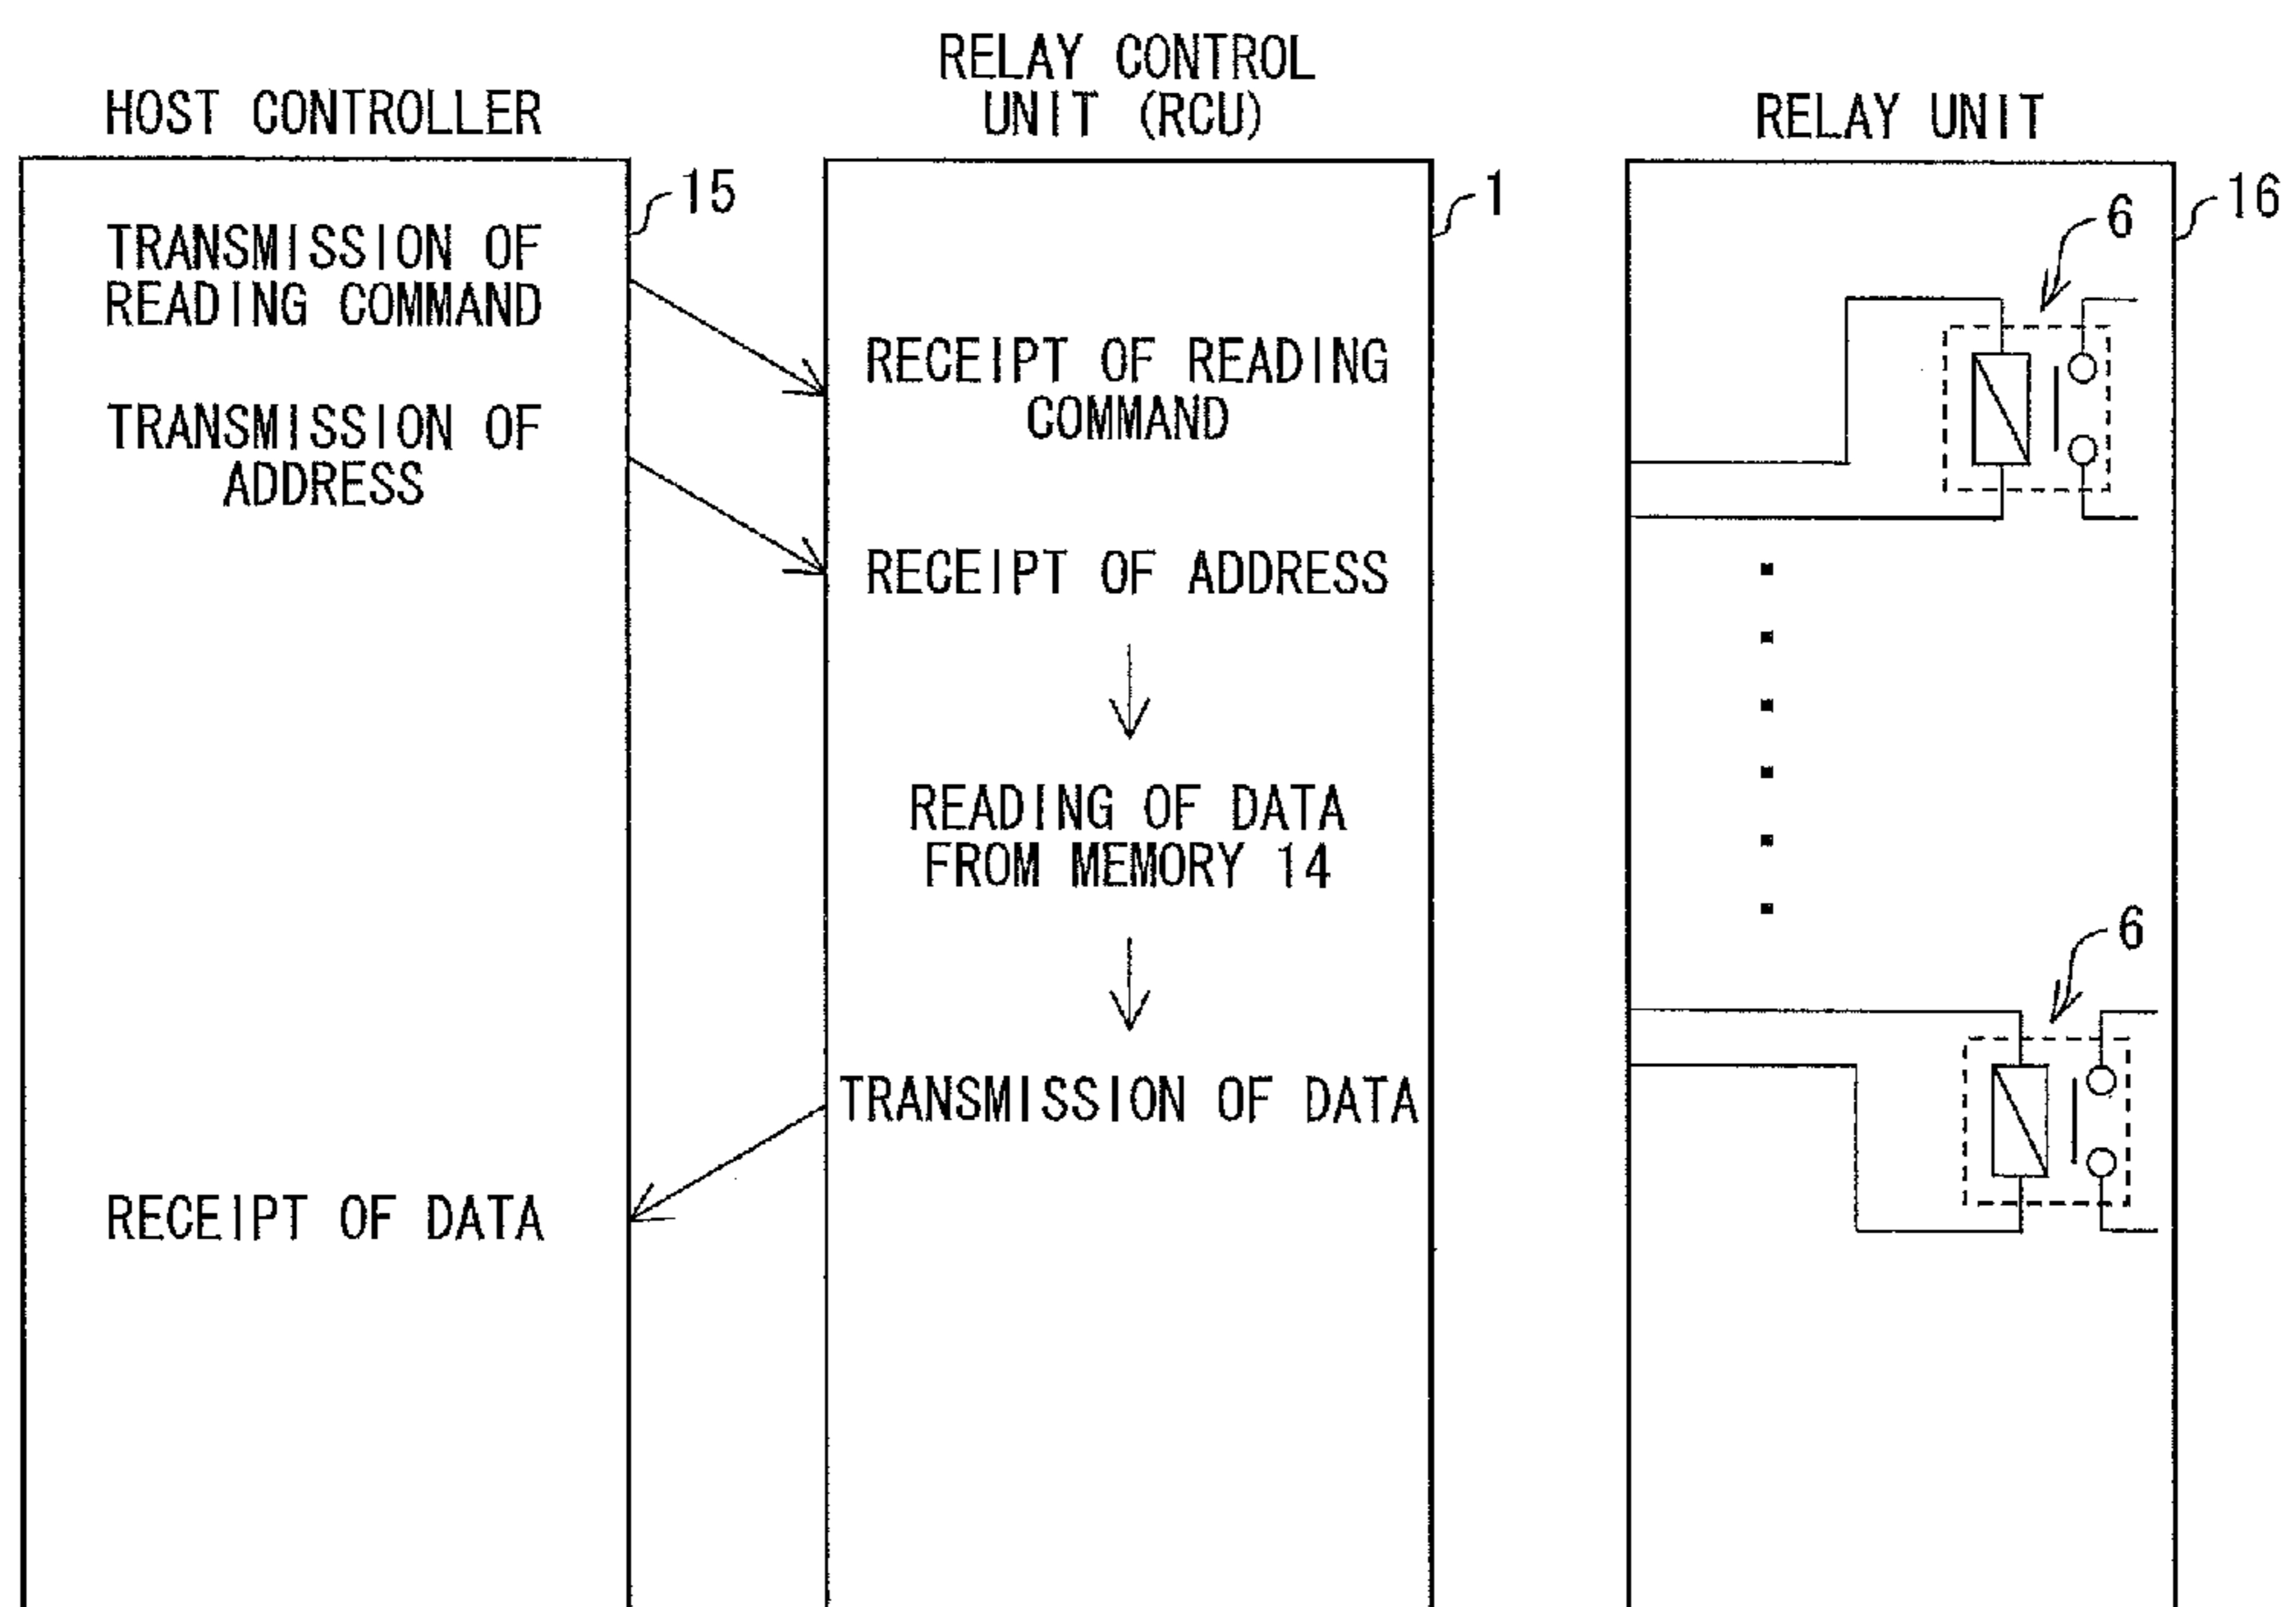 HOST CONTROLLER
RELAY CONTROL
UNIT (RCU)
RELAY UNIT
15
1
16
6
TRANSMISSION OF
READING COMMAND
RECEIPT OF READING
COMMAND
TRANSMISSION OF
ADDRESS
RECEIPT OF ADDRESS
READING OF DATA
FROM MEMORY 14
6
TRANSMISSION OF DATA
RECEIPT OF DATA